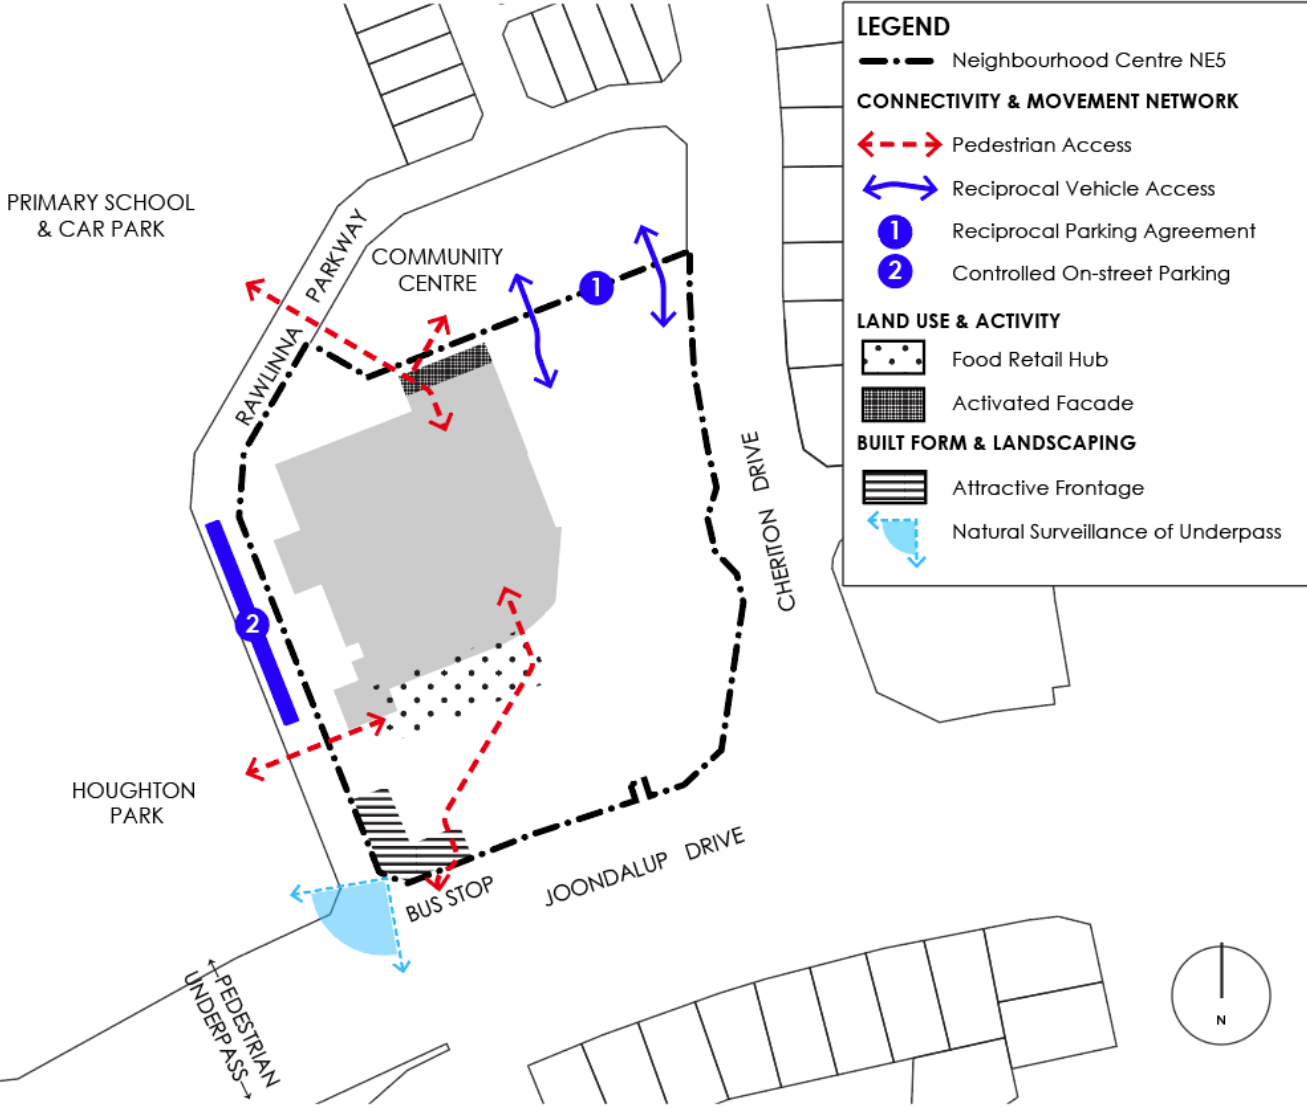 LEGEND
Neighbourhood Centre NE5
CONNECTIVITY & MOVEMENT NETWORK
Pedestrian Access
Reciprocal Vehicle Access
1 Reciprocal Parking Agreement
2 Controlled On-street Parking
LAND USE & ACTIVITY
Food Retail Hub
Activated Facade
BUILT FORM & LANDSCAPING
Attractive Frontage
Natural Surveillance of Underpass
PRIMARY SCHOOL
& CAR PARK
RAWLINNA PARKWAY
COMMUNITY
CENTRE
1
CHERITON DRIVE
2
HOUGHTON
PARK
BUS STOP
JOONDALUP DRIVE
PEDESTRIAN
UNDERPASS
N